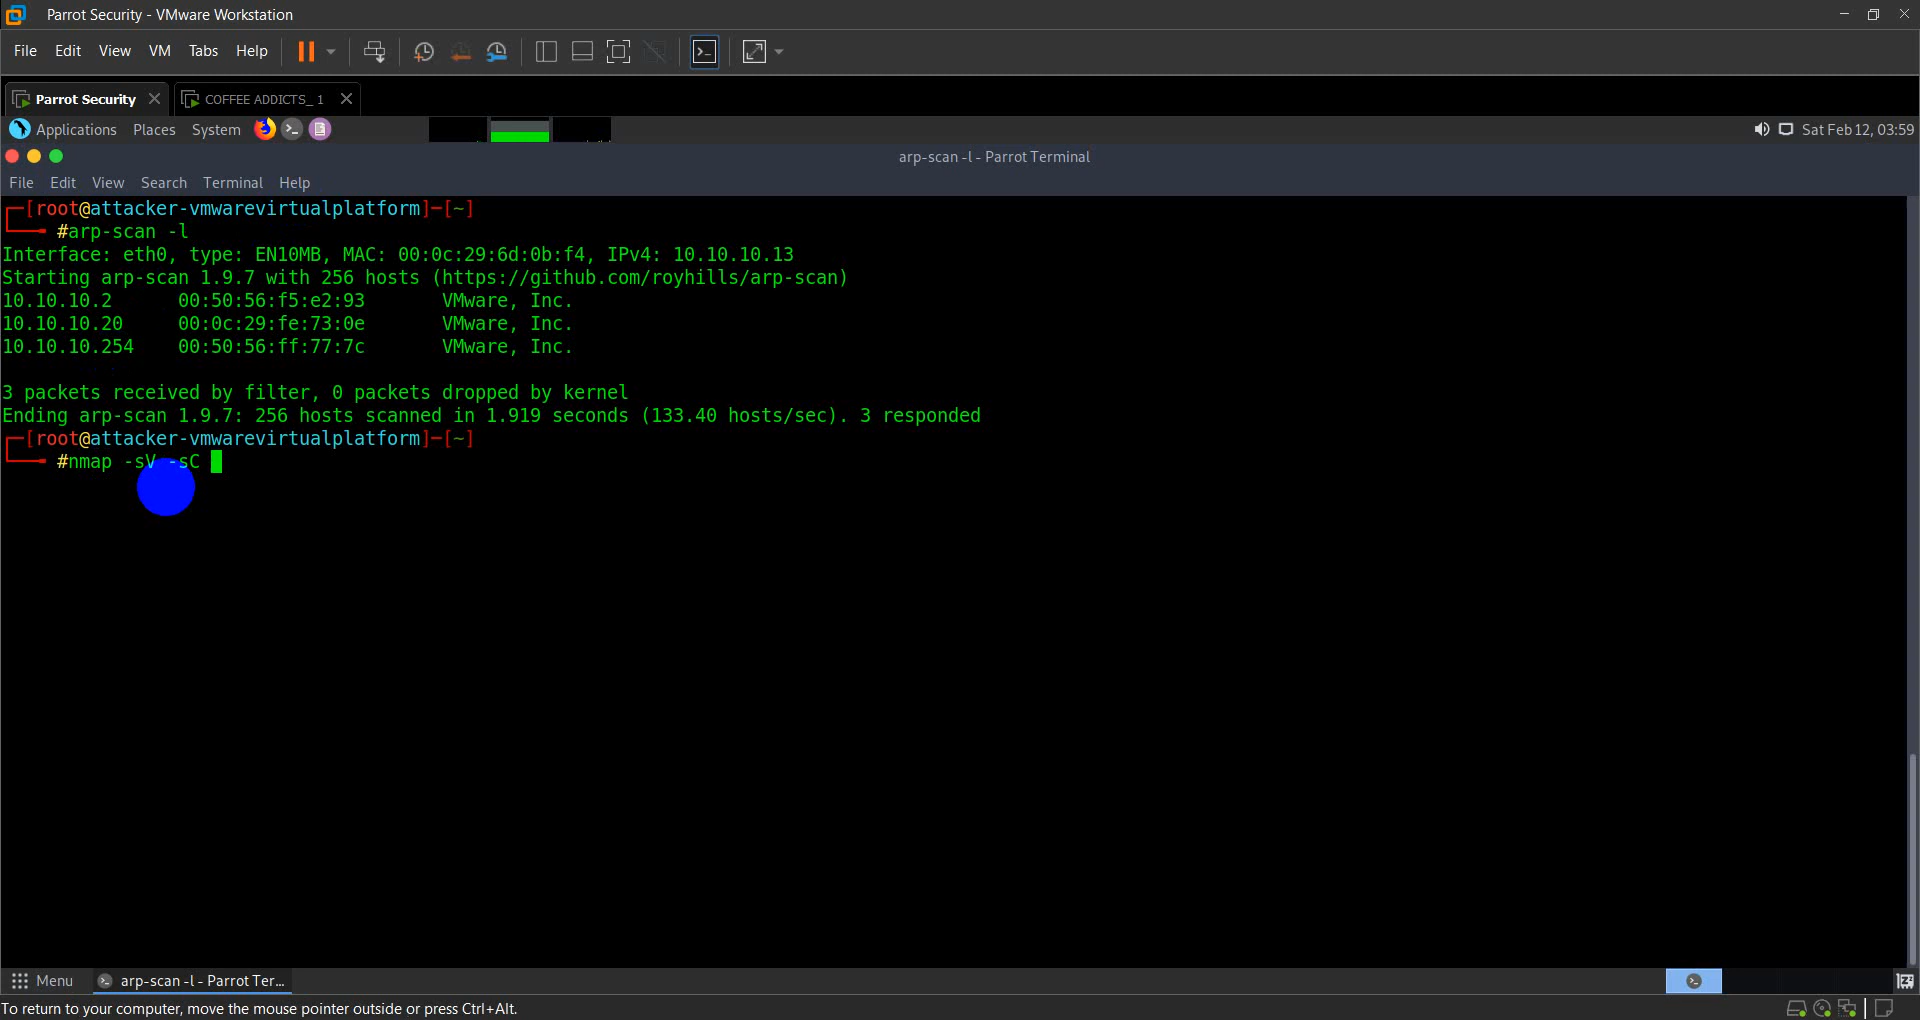 Parrot Security - VMware Workstation
File Edit View VM Tabs Help
Parrot Security COFFEE ADDICTS_ 1
Applications Places System Sat Feb 12, 03:59
arp-scan -l - Parrot Terminal
File Edit View Search Terminal Help
[root@attacker-vmwarevirtualplatform]-[~]
#arp-scan -l
Interface: eth0, type: EN10MB, MAC: 00:0c:29:6d:0b:f4, IPv4: 10.10.10.13
Starting arp-scan 1.9.7 with 256 hosts (https://github.com/royhills/arp-scan)
10.10.10.2 00:50:56:f5:e2:93 VMware, Inc.
10.10.10.20 00:0c:29:fe:73:0e VMware, Inc.
10.10.10.254 00:50:56:ff:77:7c VMware, Inc.
3 packets received by filter, 0 packets dropped by kernel
Ending arp-scan 1.9.7: 256 hosts scanned in 1.919 seconds (133.40 hosts/sec). 3 responded
[root@attacker-vmwarevirtualplatform]-[~]
#nmap -sV -sC
Menu arp-scan -l - Parrot Ter...
To return to your computer, move the mouse pointer outside or press Ctrl+Alt.